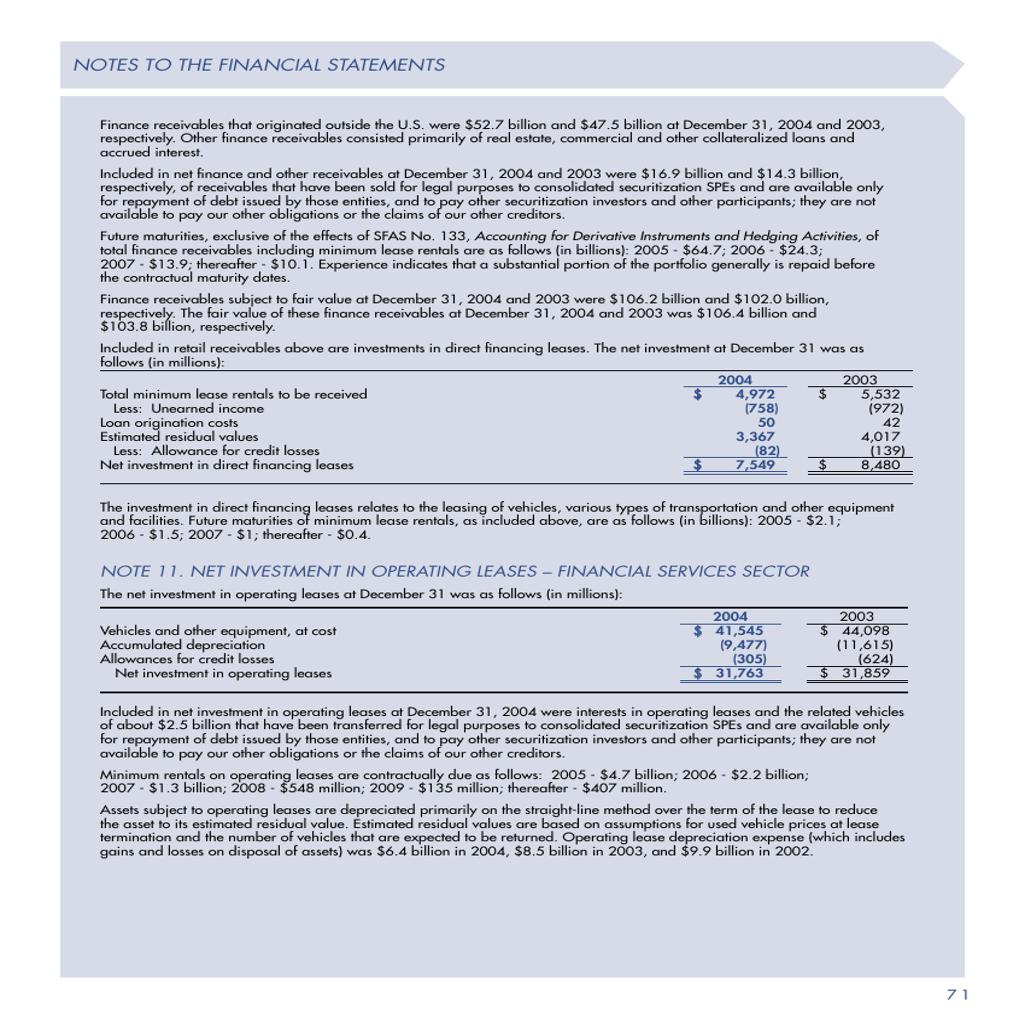 NOTES TO THE FINANCIAL STATEMENTS
Finance receivables that originated outside the U.S. were $52.7 billion and $47.5 billion at December 31, 2004 and 2003,
respectively. Other finance receivables consisted primarily of real estate, commercial and other collateralized loans and
accrued interest.
Included in net finance and other receivables at December 31, 2004 and 2003 were $16.9 billion and $14.3 billion,
respectively, of receivables that have been sold for legal purposes to consolidated securitization SPEs and are available only
for repayment of debt issued by those entities, and to pay other securitization investors and other participants; they are not
available to pay our other obligations or the claims of our other creditors.
Future maturities, exclusive of the effects of SFAS No. 133, Accounting for Derivative Instruments and Hedging Activities, of
total finance receivables including minimum lease rentals are as follows (in billions): 2005 - $64.7; 2006 - $24.3;
2007 - $13.9; thereafter - $10.1. Experience indicates that a substantial portion of the portfolio generally is repaid before
the contractual maturity dates.
Finance receivables subject to fair value at December 31, 2004 and 2003 were $106.2 billion and $102.0 billion,
respectively. The fair value of these finance receivables at December 31, 2004 and 2003 was $106.4 billion and
$103.8 billion, respectively.
Included in retail receivables above are investments in direct financing leases. The net investment at December 31 was as
follows (in millions):
2004 2003
Total minimum lease rentals to be received $ 4,972 $ 5,532
Less: Unearned income (758) (972)
Loan origination costs 50 42
Estimated residual values 3,367 4,017
Less: Allowance for credit losses (82) (139)
Net investment in direct financing leases $ 7,549 $ 8,480
The investment in direct financing leases relates to the leasing of vehicles, various types of transportation and other equipment
and facilities. Future maturities of minimum lease rentals, as included above, are as follows (in billions): 2005 - $2.1;
2006 - $1.5; 2007 - $1; thereafter - $0.4.
NOTE 11. NET INVESTMENT IN OPERATING LEASES – FINANCIAL SERVICES SECTOR
The net investment in operating leases at December 31 was as follows (in millions):
2004 2003
Vehicles and other equipment, at cost $ 41,545 $ 44,098
Accumulated depreciation (9,477) (11,615)
Allowances for credit losses (305) (624)
Net investment in operating leases $ 31,763 $ 31,859
Included in net investment in operating leases at December 31, 2004 were interests in operating leases and the related vehicles
of about $2.5 billion that have been transferred for legal purposes to consolidated securitization SPEs and are available only
for repayment of debt issued by those entities, and to pay other securitization investors and other participants; they are not
available to pay our other obligations or the claims of our other creditors.
Minimum rentals on operating leases are contractually due as follows: 2005 - $4.7 billion; 2006 - $2.2 billion;
2007 - $1.3 billion; 2008 - $548 million; 2009 - $135 million; thereafter - $407 million.
Assets subject to operating leases are depreciated primarily on the straight-line method over the term of the lease to reduce
the asset to its estimated residual value. Estimated residual values are based on assumptions for used vehicle prices at lease
termination and the number of vehicles that are expected to be returned. Operating lease depreciation expense (which includes
gains and losses on disposal of assets) was $6.4 billion in 2004, $8.5 billion in 2003, and $9.9 billion in 2002.
71